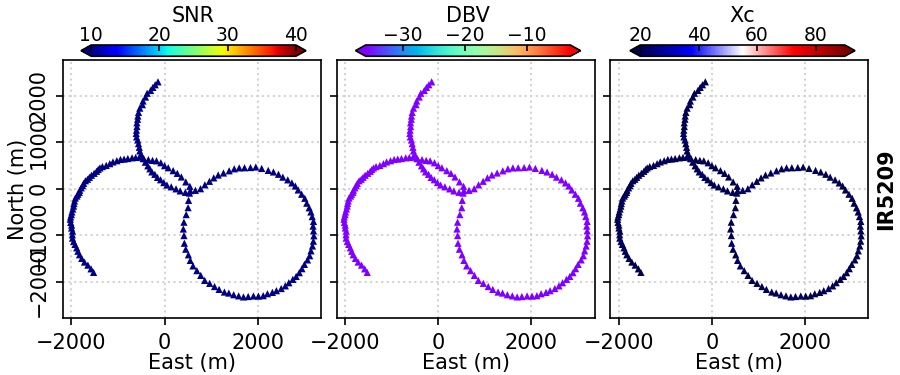 SNR DBV Xc
10 20 30 40 −30 −20 −10 20 40 60 80
North (m)
2000
1000
0
−1000
−2000
−2000 0 2000 −2000 0 2000 −2000 0 2000
East (m) East (m) East (m)
IR5209